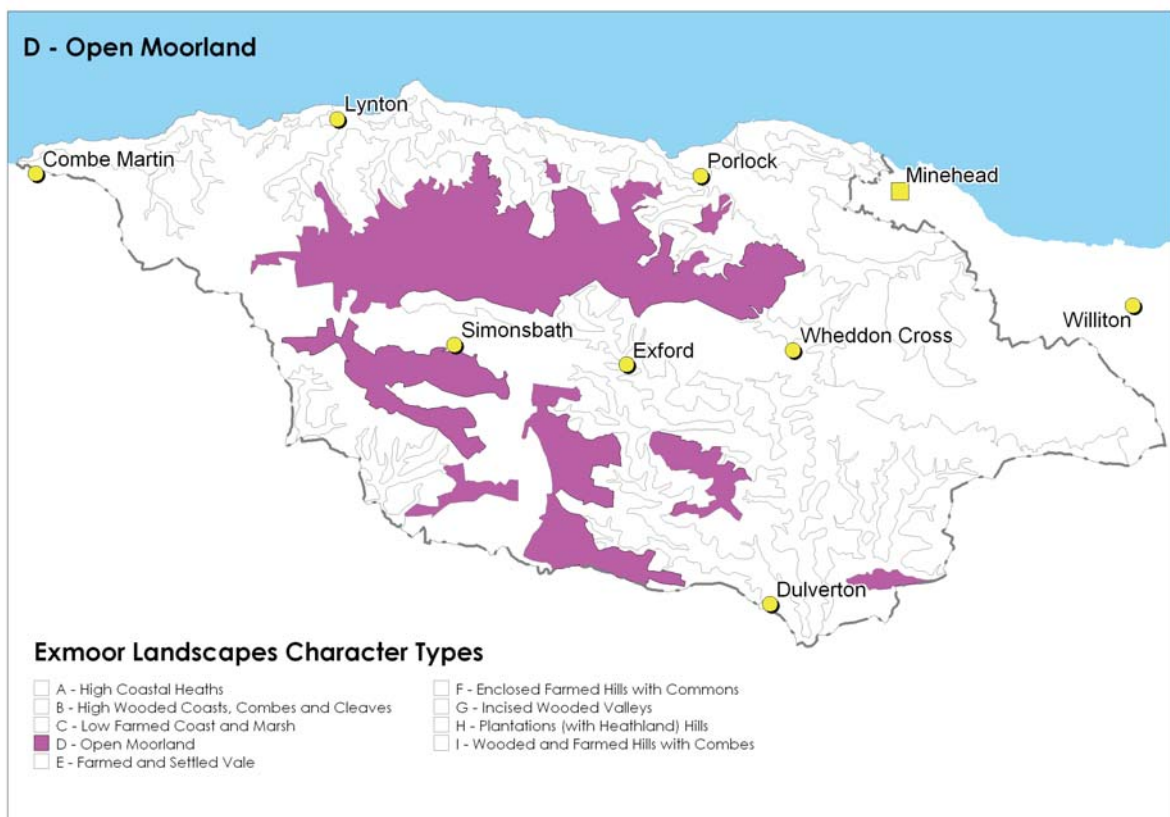 D - Open Moorland
Lynton
Combe Martin
Porlock
Minehead
Williton
Simonsbath
Exford
Wheddon Cross
Dulverton
Exmoor Landscapes Character Types
A - High Coastal Heaths
B - High Wooded Coasts, Combes and Cleaves
C - Low Farmed Coast and Marsh
D - Open Moorland
E - Farmed and Settled Vale
F - Enclosed Farmed Hills with Commons
G - Incised Wooded Valleys
H - Plantations (with Heathland) Hills
I - Wooded and Farmed Hills with Combes